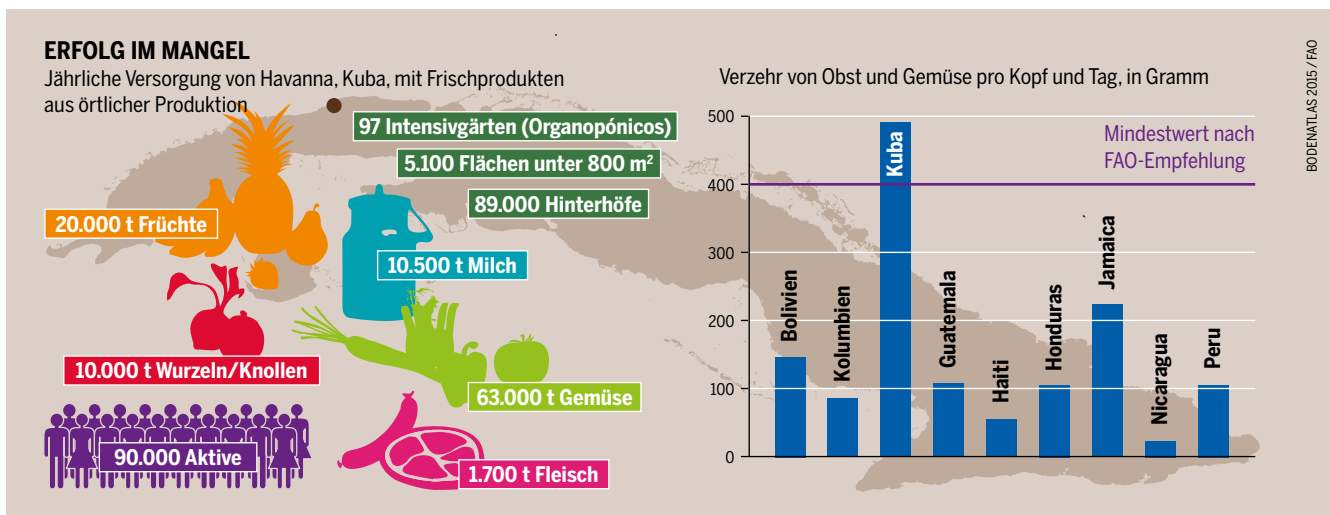 ERFOLG IM MANGEL
Jährliche Versorgung von Havanna, Kuba, mit Frischprodukten
aus örtlicher Produktion
97 Intensivgärten (Organopónicos)
5.100 Flächen unter 800 m²
89.000 Hinterhöfe
20.000 t Früchte
10.500 t Milch
10.000 t Wurzeln/Knollen
63.000 t Gemüse
90.000 Aktive
1.700 t Fleisch
Verzehr von Obst und Gemüse pro Kopf und Tag, in Gramm
500
400
300
200
100
0
Mindestwert nach
FAO-Empfehlung
Bolivien
Kolumbien
Kuba
Guatemala
Haiti
Honduras
Jamaica
Nicaragua
Peru
BODENATLAS 2015 / FAO